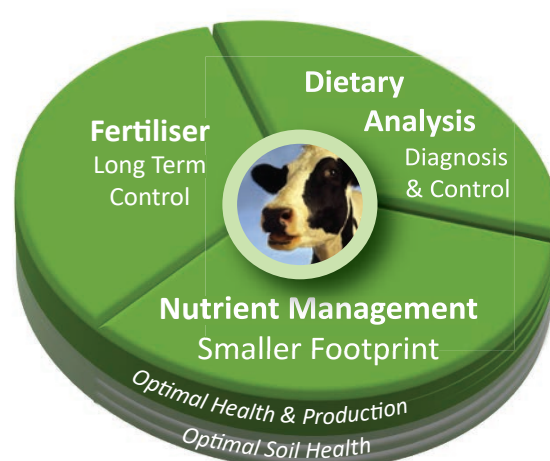 Dietary
Analysis
Diagnosis
& Control
Fertiliser
Long Term
Control
Nutrient Management
Smaller Footprint
Optimal Health & Production
Optimal Soil Health